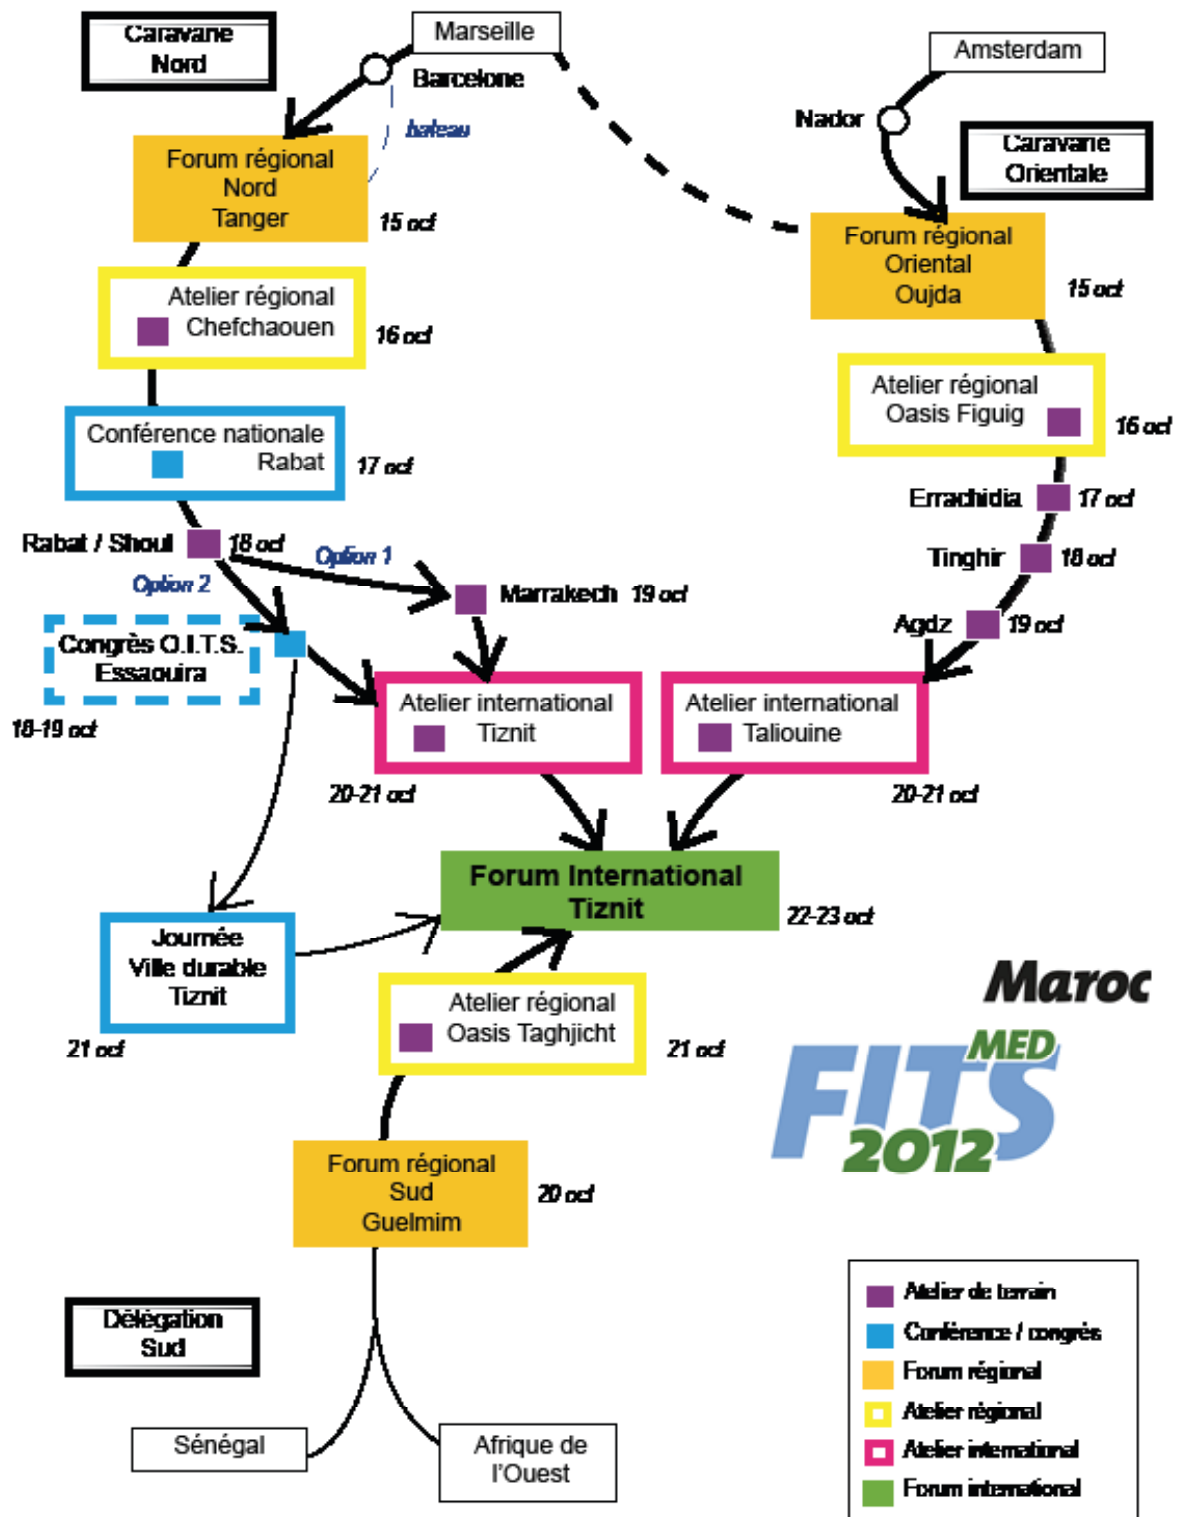 Caravane
Nord
Marseille
Barcelone
bateau
Amsterdam
Nador
Caravane
Orientale
Forum régional
Nord
Tanger
15 oct
Forum régional
Oriental
Oujda
15 oct
Atelier régional
Chefchaouen
16 oct
Atelier régional
Oasis Figuig
16 oct
Conférence nationale
Rabat
17 oct
Errachidia
17 oct
Rabat / Shoul
18 oct
Option 1
Option 2
Tinghir
18 oct
Marrakech
19 oct
Agdz
19 oct
Congrès O.I.T.S.
Essaouira
18-19 oct
Atelier international
Tiznit
20-21 oct
Atelier international
Taliouine
20-21 oct
Forum International
Tiznit
22-23 oct
Journée
Ville durable
Tiznit
21 oct
Atelier régional
Oasis Taghjicht
21 oct
Maroc
MED
FITS
2012
Forum régional
Sud
Guelmim
20 oct
Délégation
Sud
Sénégal
Afrique de
l'Ouest
Atelier de terrain
Conférence / congrès
Forum régional
Atelier régional
Atelier international
Forum international